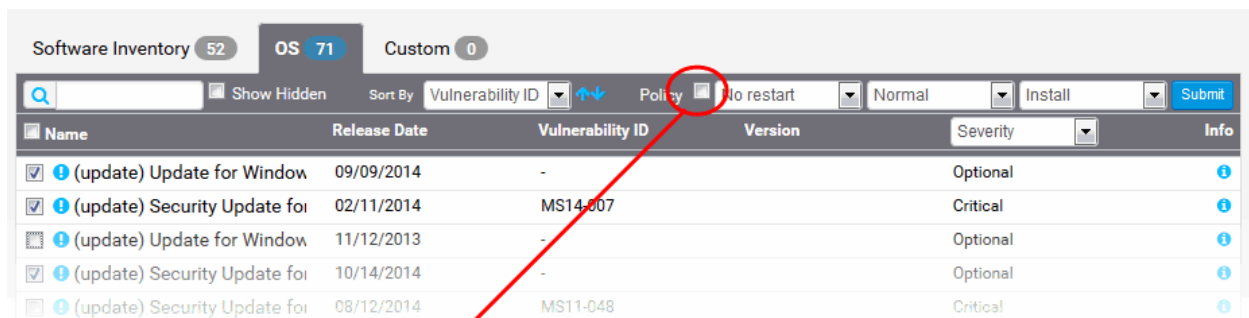 Software Inventory 52 OS 71 Custom 0
Show Hidden Sort By Vulnerability ID Policy No restart Normal Install Submit
Name Release Date Vulnerability ID Version Severity Info
(update) Update for Window 09/09/2014 - Optional
(update) Security Update for 02/11/2014 MS14-007 Critical
(update) Update for Window 11/12/2013 - Optional
(update) Security Update for 10/14/2014 - Optional
(update) Security Update for 08/12/2014 MS11-048 Critical